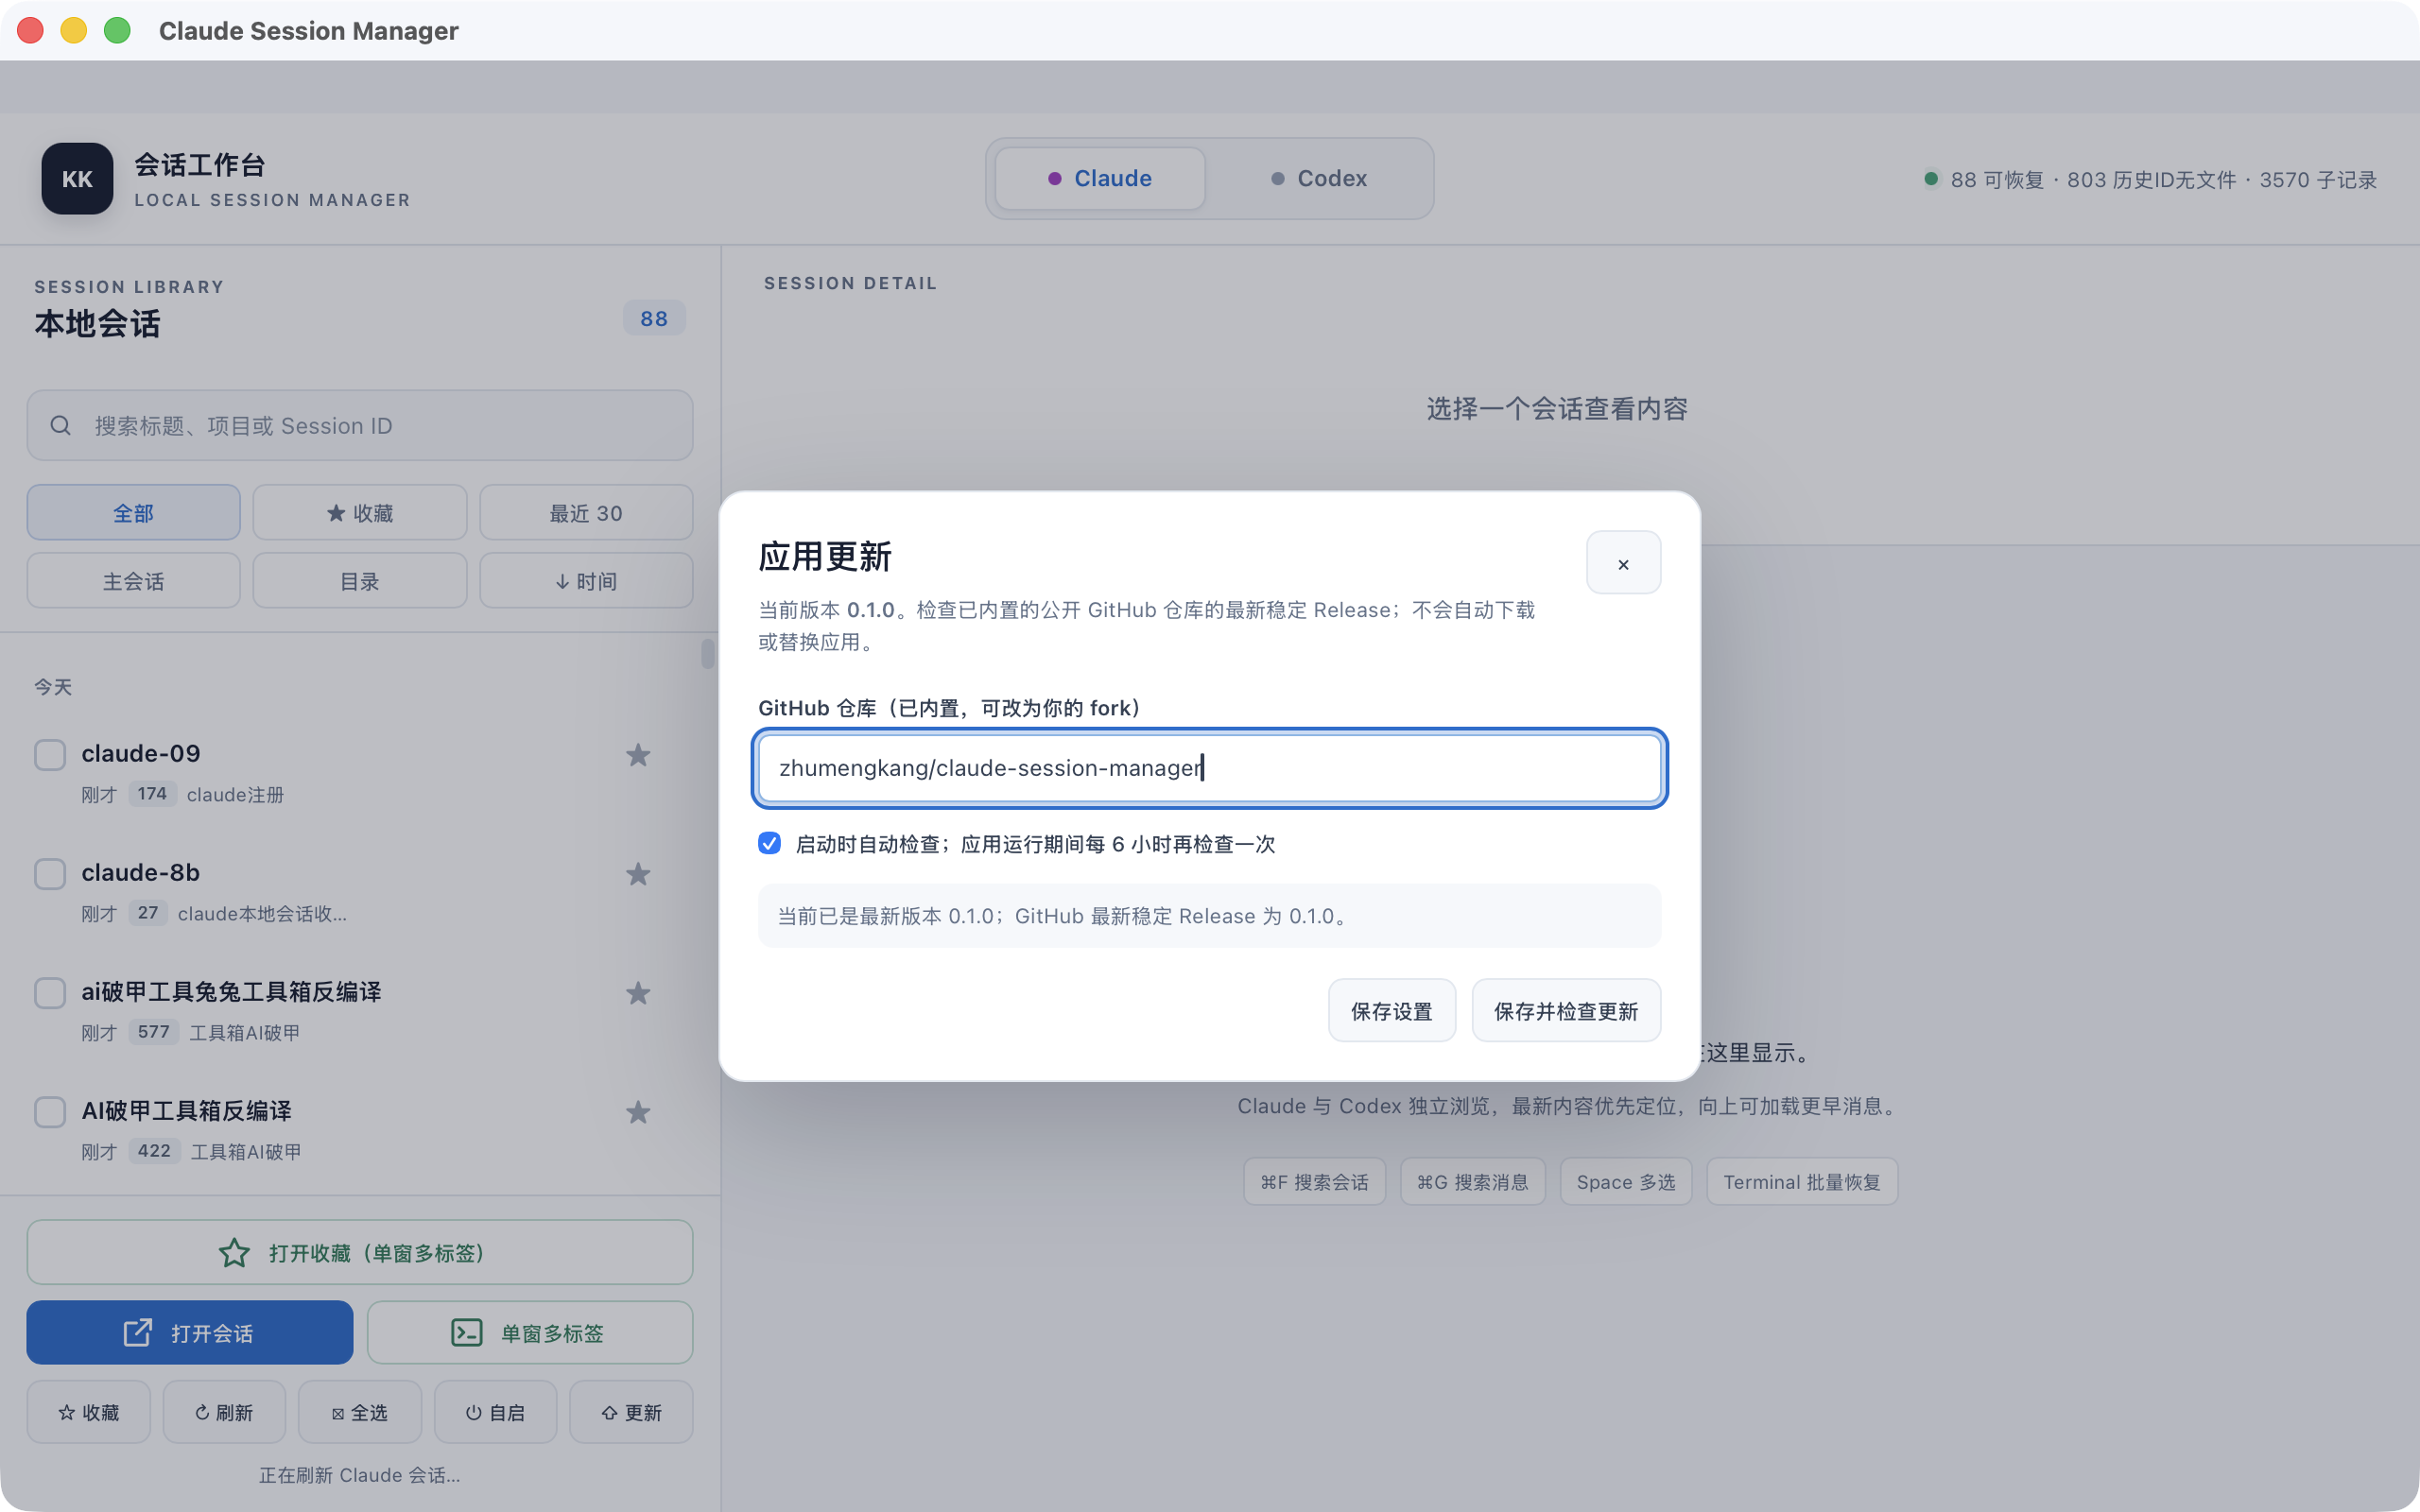 Claude Session Manager
KK
会话工作台
LOCAL SESSION MANAGER
Claude
Codex
88 可恢复 · 803 历史ID无文件 · 3570 子记录
SESSION LIBRARY
本地会话
88
搜索标题、项目或 Session ID
全部
★ 收藏
最近 30
主会话
目录
↓ 时间
今天
claude-09
刚才 174 claude注册
claude-8b
刚才 27 claude本地会话收...
ai破甲工具兔兔工具箱反编译
刚才 577 工具箱AI破甲
AI破甲工具箱反编译
刚才 422 工具箱AI破甲
打开收藏（单窗多标签）
打开会话
单窗多标签
☆ 收藏
↻ 刷新
☒ 全选
⏻ 自启
更新
正在刷新 Claude 会话...
SESSION DETAIL
选择一个会话查看内容
应用更新
×
当前版本 0.1.0。检查已内置的公开 GitHub 仓库的最新稳定 Release；不会自动下载
或替换应用。
GitHub 仓库（已内置，可改为你的 fork）
zhumengkang/claude-session-manager
启动时自动检查；应用运行期间每 6 小时再检查一次
当前已是最新版本 0.1.0；GitHub 最新稳定 Release 为 0.1.0。
保存设置
保存并检查更新
这里显示。
Claude 与 Codex 独立浏览，最新内容优先定位，向上可加载更早消息。
⌘F 搜索会话
⌘G 搜索消息
Space 多选
Terminal 批量恢复